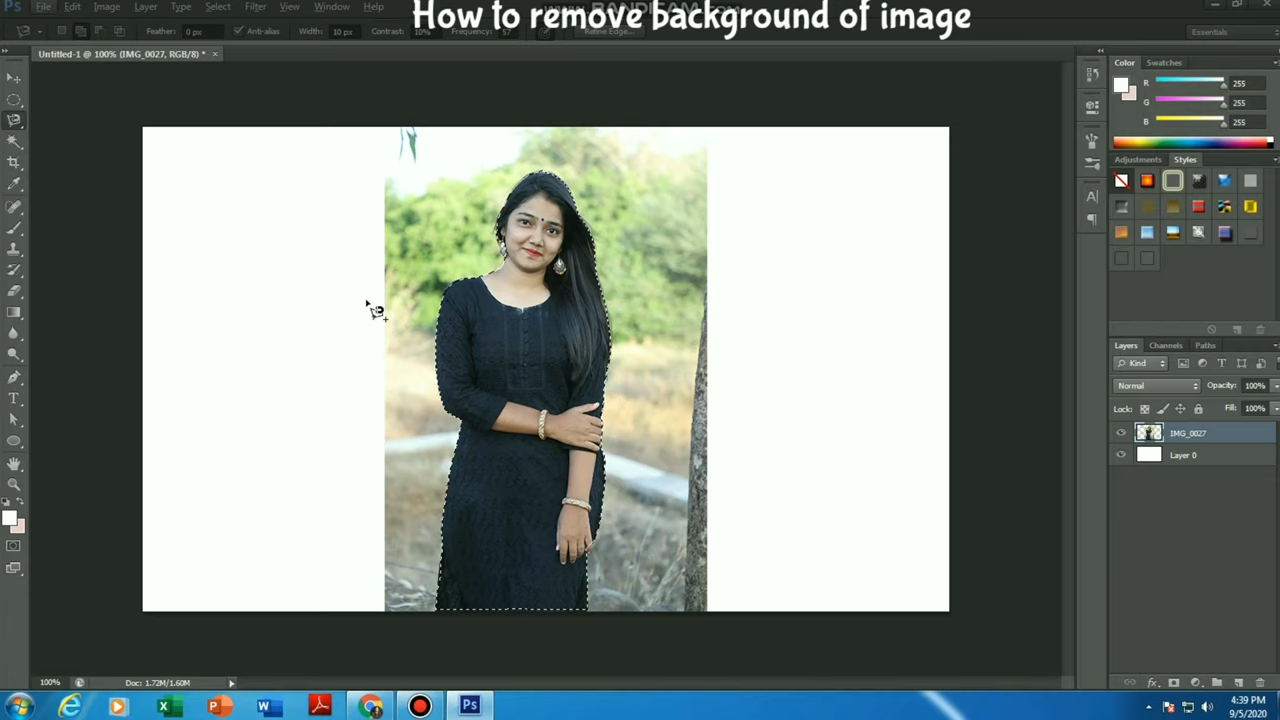 How to remove background of image
Ps File Edit Image Layer Type Select Filter View Window Help
Feather: 0 px Anti-alias Width: 10 px Contrast: 10% Frequency: 57 Refine Edge... Essentials
Untitled-1 @ 100% (IMG_0027, RGB/8) * ×
Color Swatches
R 255
G 255
B 255
Adjustments Styles
Layers Channels Paths
Kind
Normal Opacity: 100%
Lock: Fill: 100%
IMG_0027
Layer 0
100% Doc: 1.72M/1.60M
4:39 PM
9/5/2020